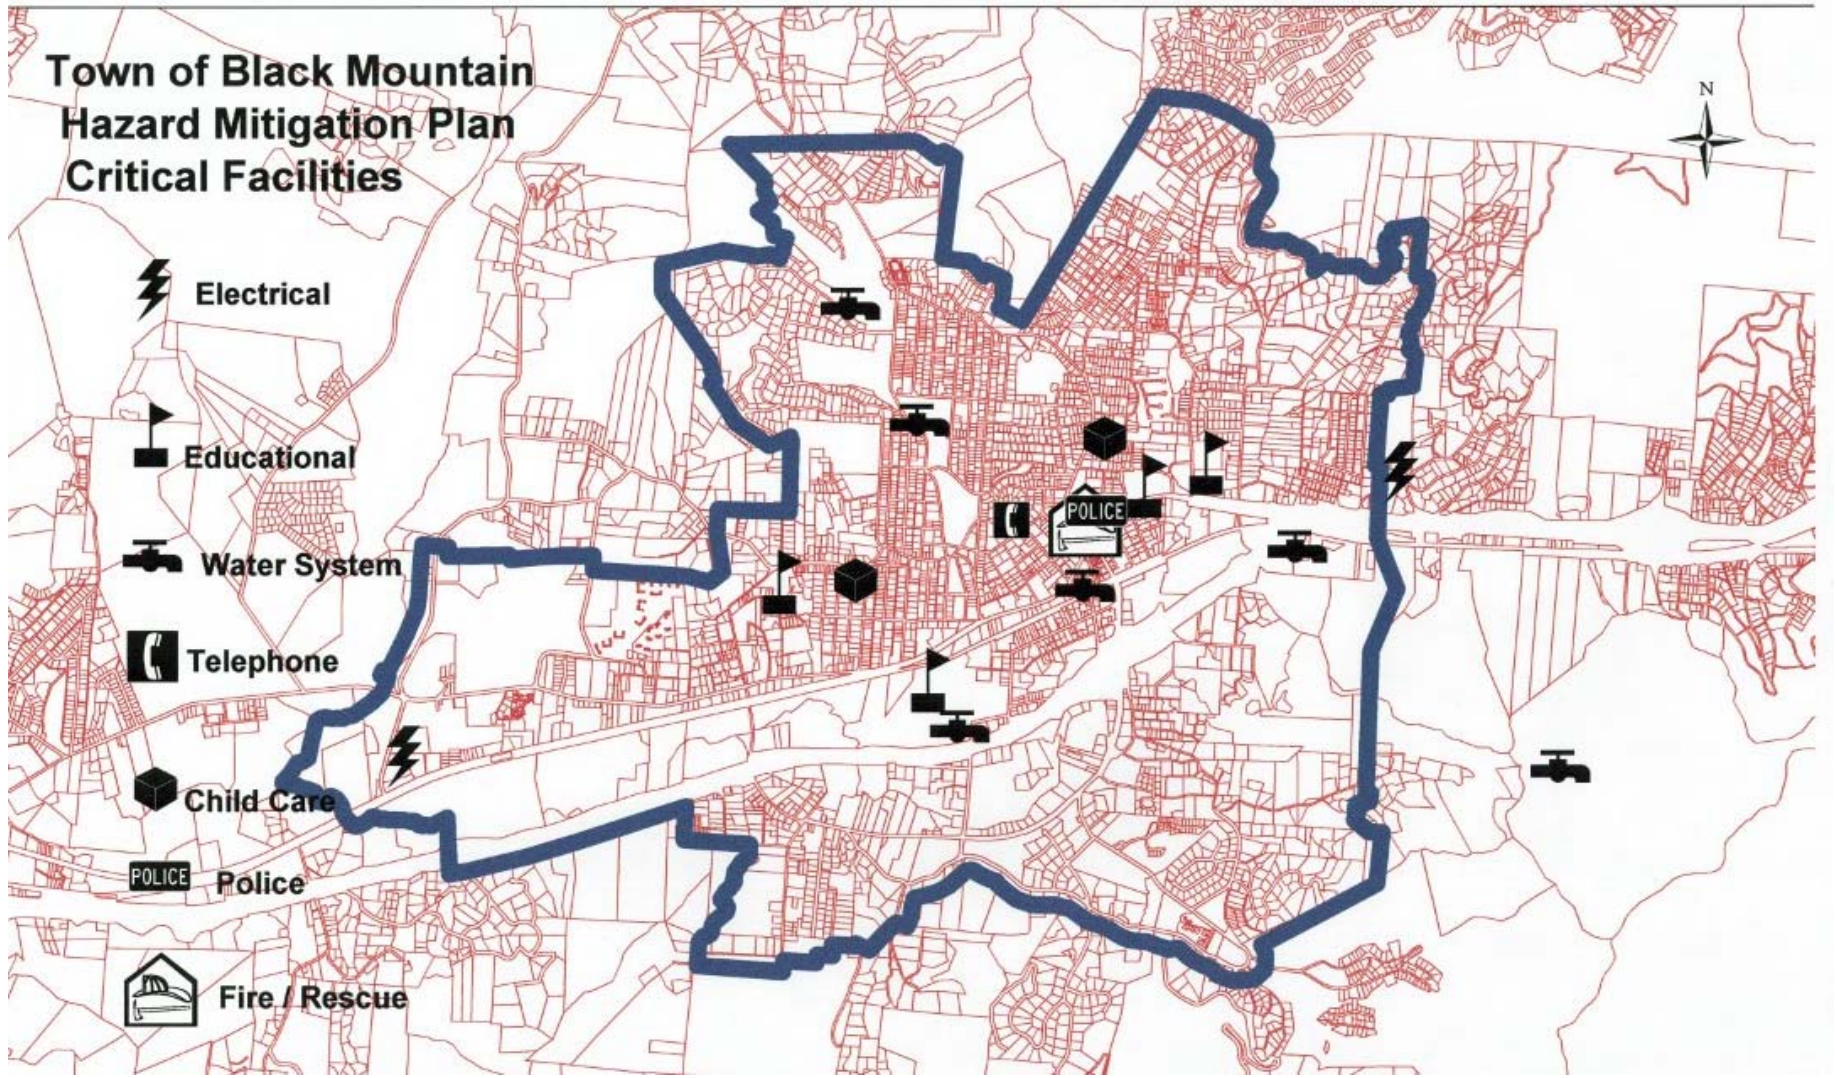 Town of Black Mountain
Hazard Mitigation Plan
Critical Facilities
N
Electrical
Educational
Water System
Telephone
Child Care
POLICE
Police
Fire / Rescue
POLICE